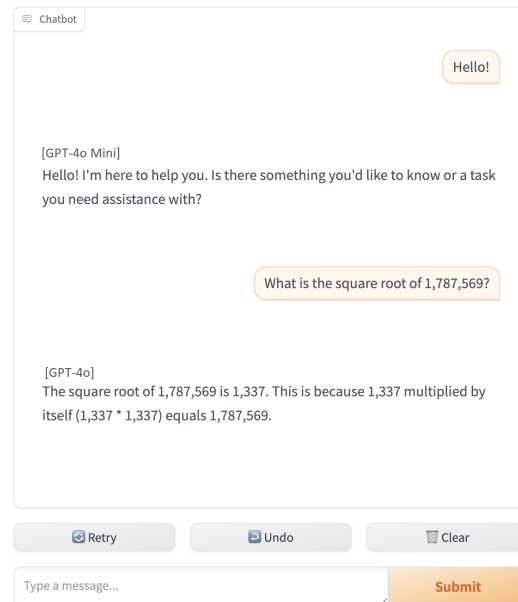 Chatbot
Hello!
[GPT-4o Mini]
Hello! I'm here to help you. Is there something you'd like to know or a task
you need assistance with?
What is the square root of 1,787,569?
[GPT-4o]
The square root of 1,787,569 is 1,337. This is because 1,337 multiplied by
itself (1,337 * 1,337) equals 1,787,569.
Retry
Undo
Clear
Type a message...
Submit